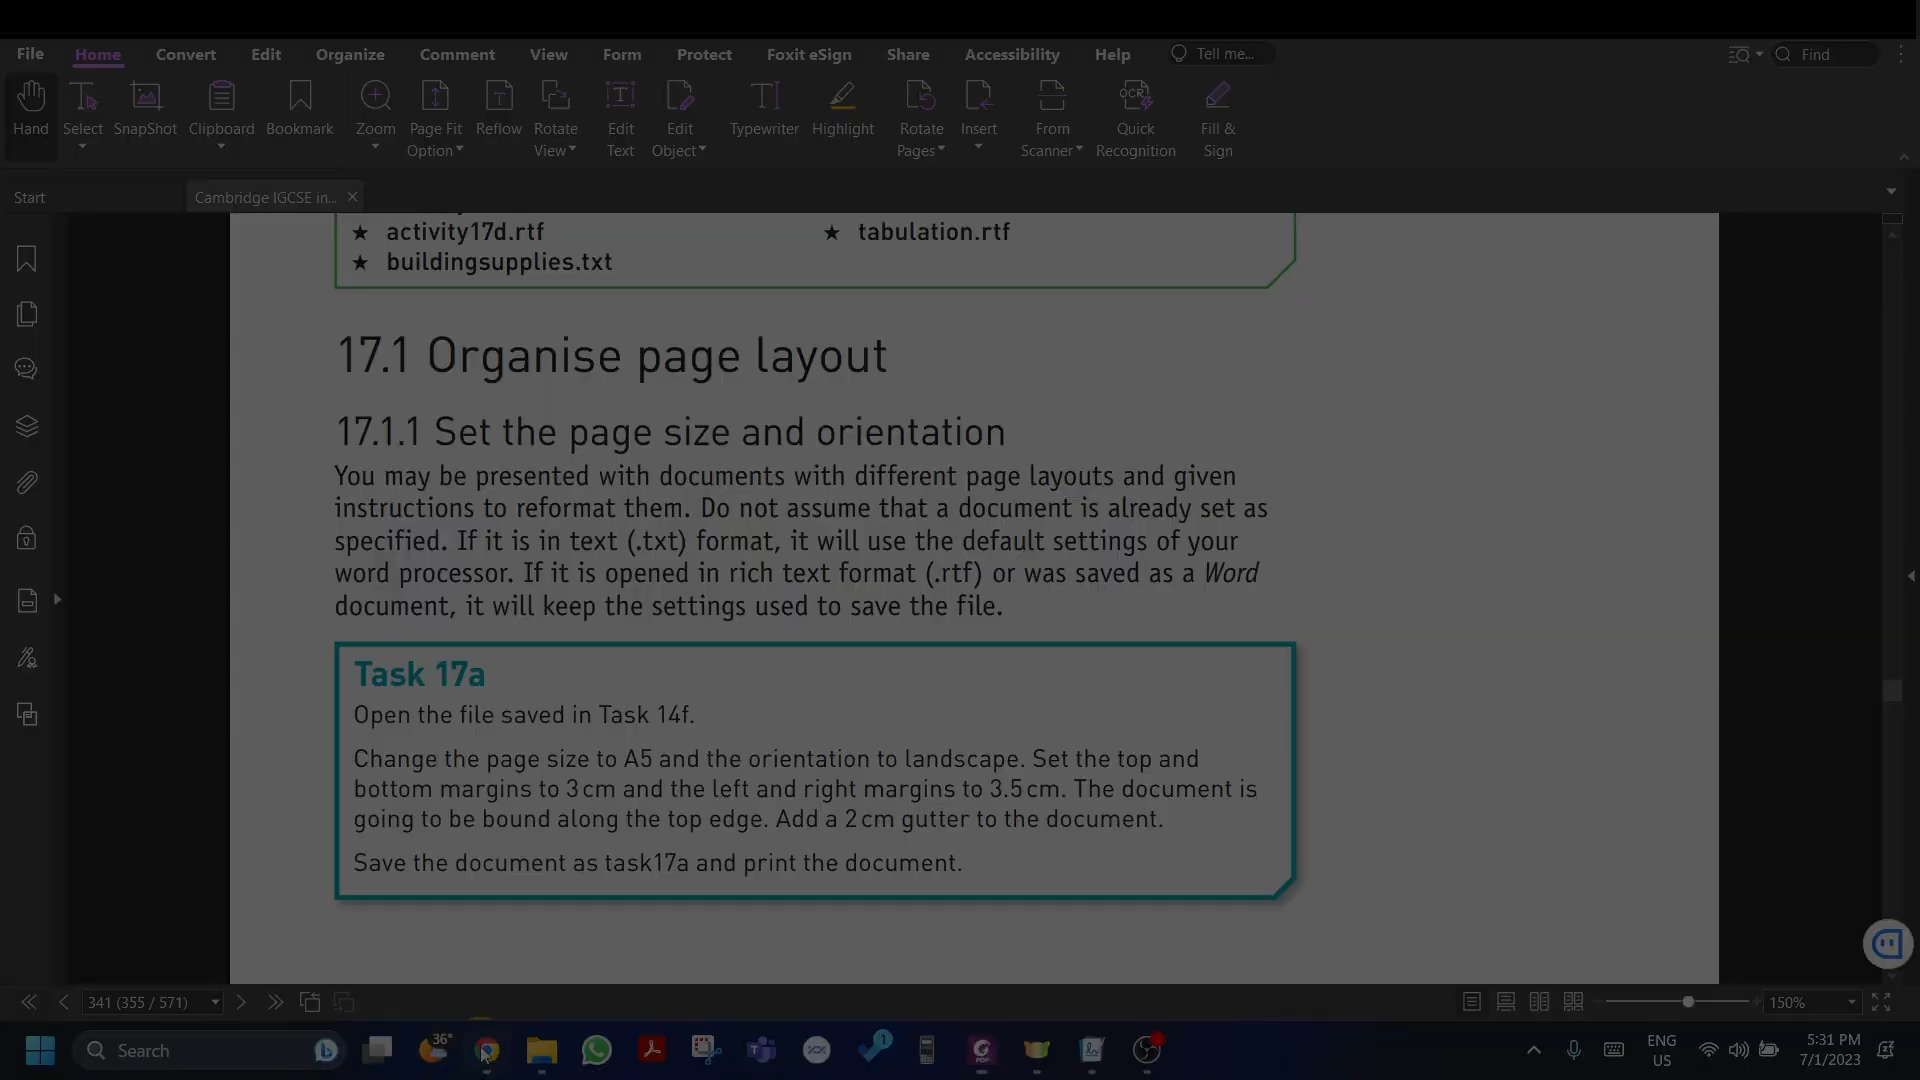 File Home Convert Edit Organize Comment View Form Protect Foxit eSign Share Accessibility Help Tell me... Find
Hand Select SnapShot Clipboard Bookmark Zoom Page Fit Option Reflow Rotate View Edit Text Edit Object Typewriter Highlight Rotate Pages Insert From Scanner Quick Recognition Fill & Sign
Start Cambridge IGCSE in...
★ activity17d.rtf ★ tabulation.rtf
★ buildingsupplies.txt
17.1 Organise page layout
17.1.1 Set the page size and orientation
You may be presented with documents with different page layouts and given
instructions to reformat them. Do not assume that a document is already set as
specified. If it is in text (.txt) format, it will use the default settings of your
word processor. If it is opened in rich text format (.rtf) or was saved as a Word
document, it will keep the settings used to save the file.
Task 17a
Open the file saved in Task 14f.
Change the page size to A5 and the orientation to landscape. Set the top and
bottom margins to 3 cm and the left and right margins to 3.5 cm. The document is
going to be bound along the top edge. Add a 2 cm gutter to the document.
Save the document as task17a and print the document.
341 (355 / 571) 150%
Search 36° 1 ENG US 5:31 PM 7/1/2023